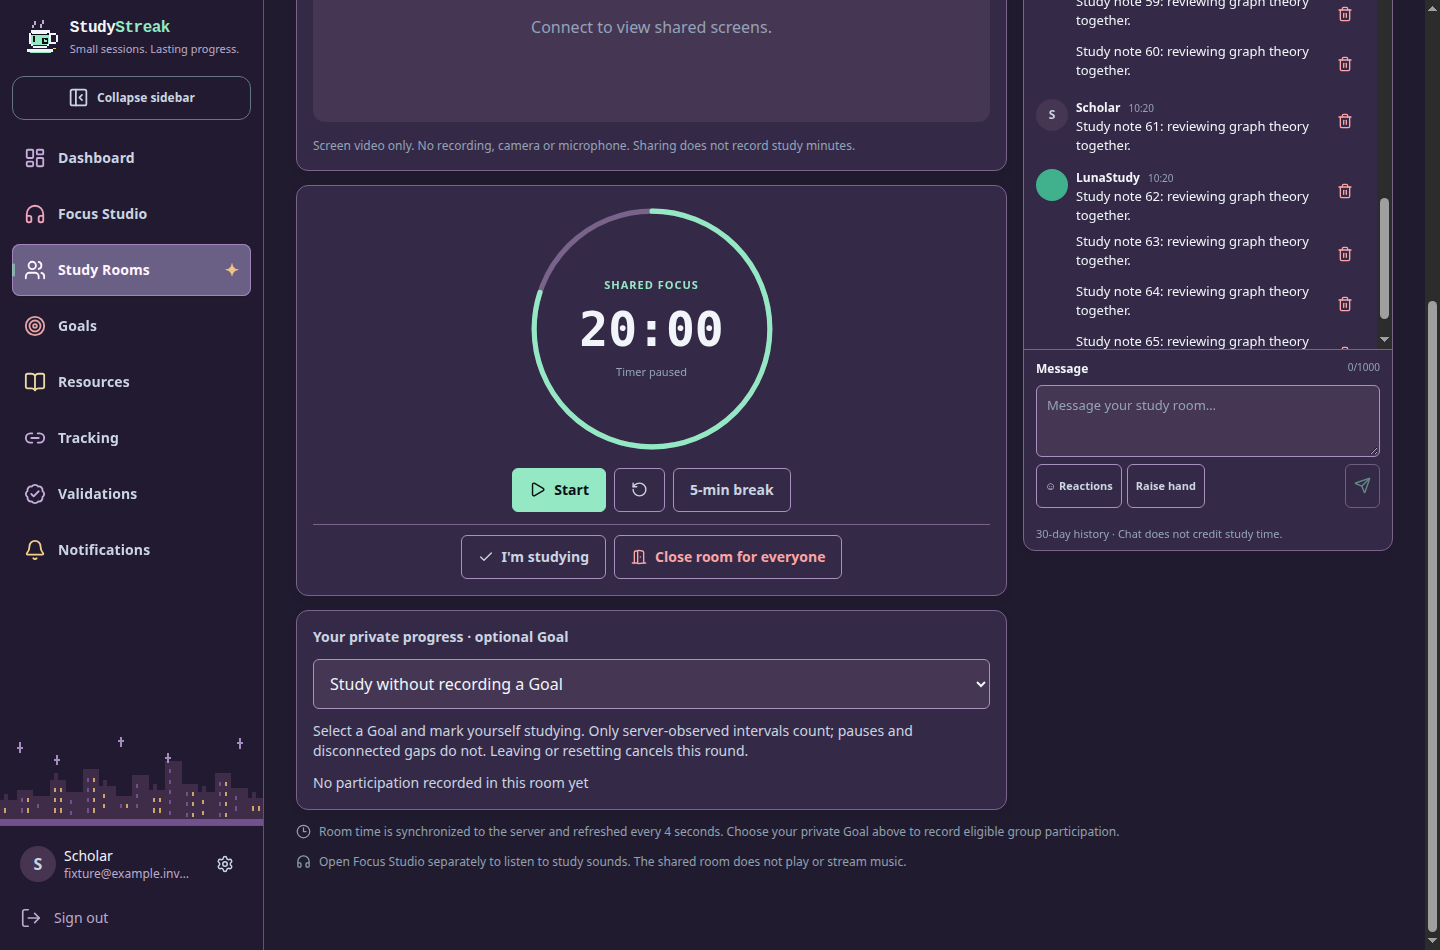 StudyStreak
Small sessions. Lasting progress.
Collapse sidebar
Dashboard
Focus Studio
Study Rooms
Goals
Resources
Tracking
Validations
Notifications
S
Scholar
fixture@example.inv...
Sign out
Connect to view shared screens.
Screen video only. No recording, camera or microphone. Sharing does not record study minutes.
SHARED FOCUS
20:00
Timer paused
Start
5-min break
I'm studying
Close room for everyone
Your private progress · optional Goal
Study without recording a Goal
Select a Goal and mark yourself studying. Only server-observed intervals count; pauses and
disconnected gaps do not. Leaving or resetting cancels this round.
No participation recorded in this room yet
Room time is synchronized to the server and refreshed every 4 seconds. Choose your private Goal above to record eligible group participation.
Open Focus Studio separately to listen to study sounds. The shared room does not play or stream music.
Study note 59: reviewing graph theory
together.
Study note 60: reviewing graph theory
together.
S
Scholar 10:20
Study note 61: reviewing graph theory
together.
LunaStudy 10:20
Study note 62: reviewing graph theory
together.
Study note 63: reviewing graph theory
together.
Study note 64: reviewing graph theory
together.
Study note 65: reviewing graph theory
Message 0/1000
Message your study room...
☺ Reactions
Raise hand
30-day history · Chat does not credit study time.